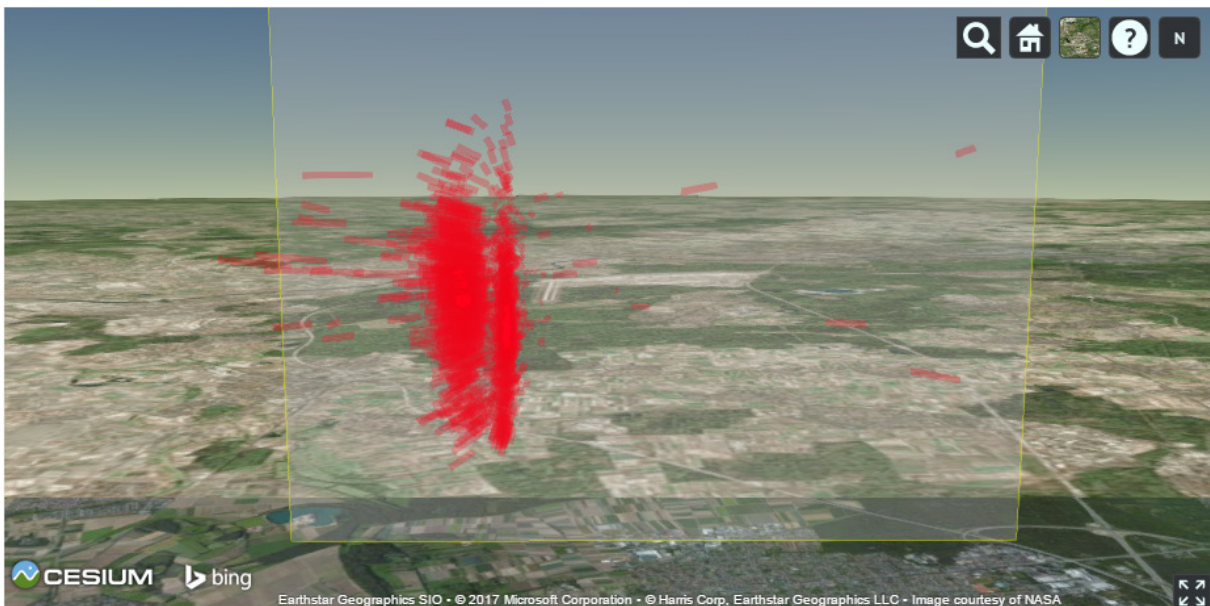 ?
N
CESIUM
bing
Earthstar Geographics SIO • © 2017 Microsoft Corporation • © Harris Corp, Earthstar Geographics LLC • Image courtesy of NASA